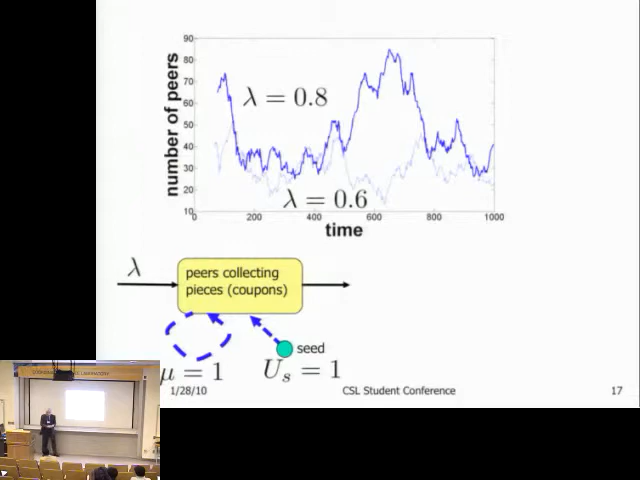 90
80
70
60
50
40
30
20
10
number of peers
λ = 0.8
λ = 0.6
0 200 400 600 800 1000
time
λ
peers collecting
pieces (coupons)
seed
μ = 1
U_s = 1
1/28/10
CSL Student Conference
17